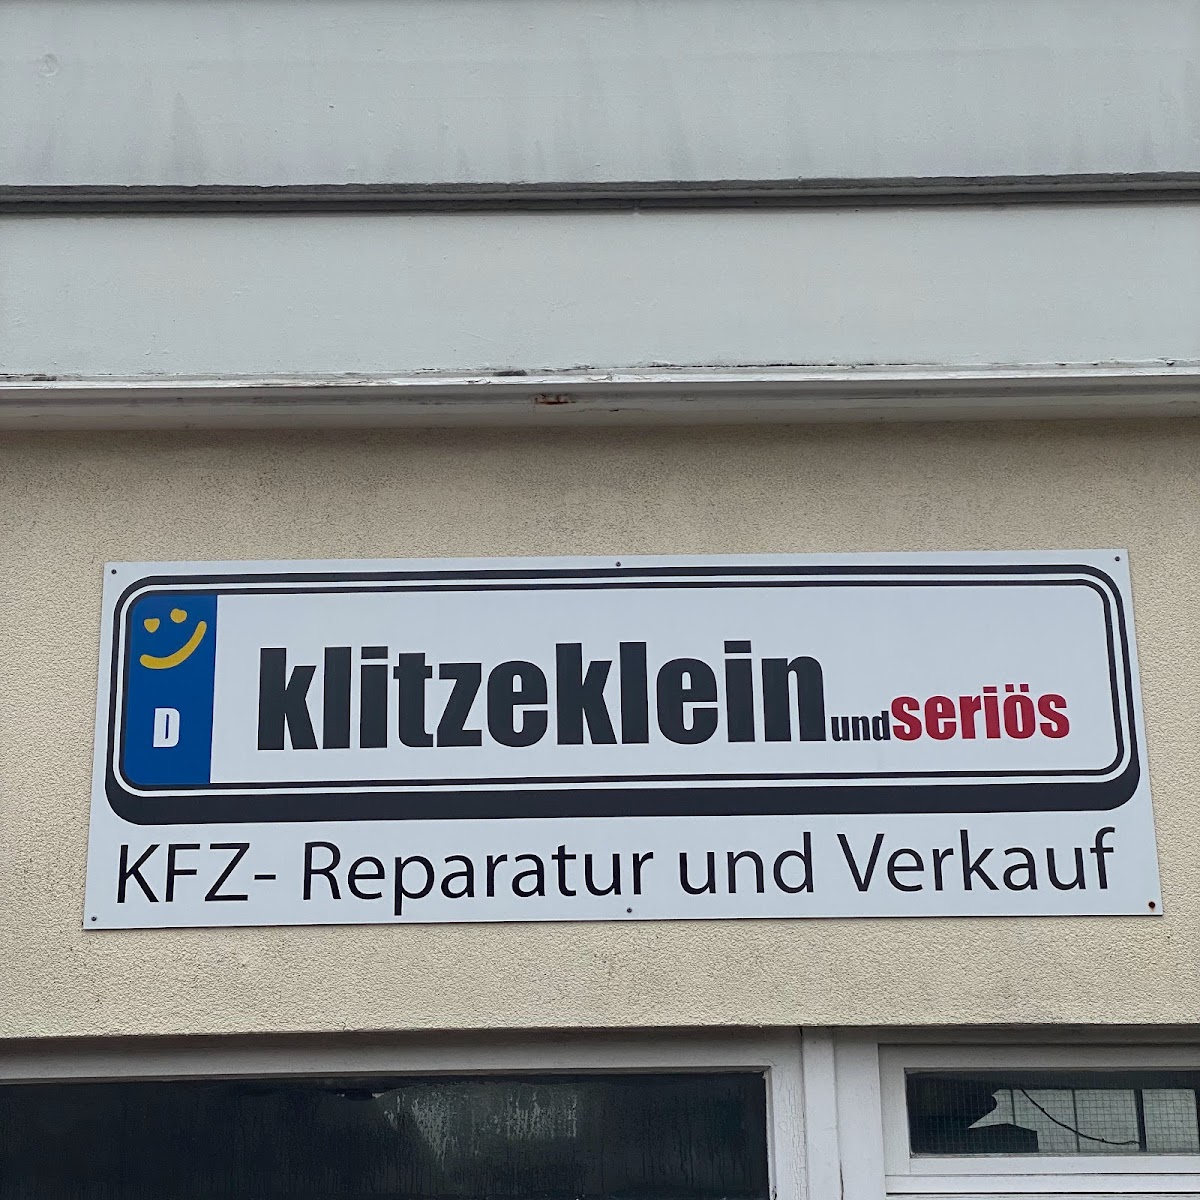 D
klitzekleinundseriös
KFZ- Reparatur und Verkauf